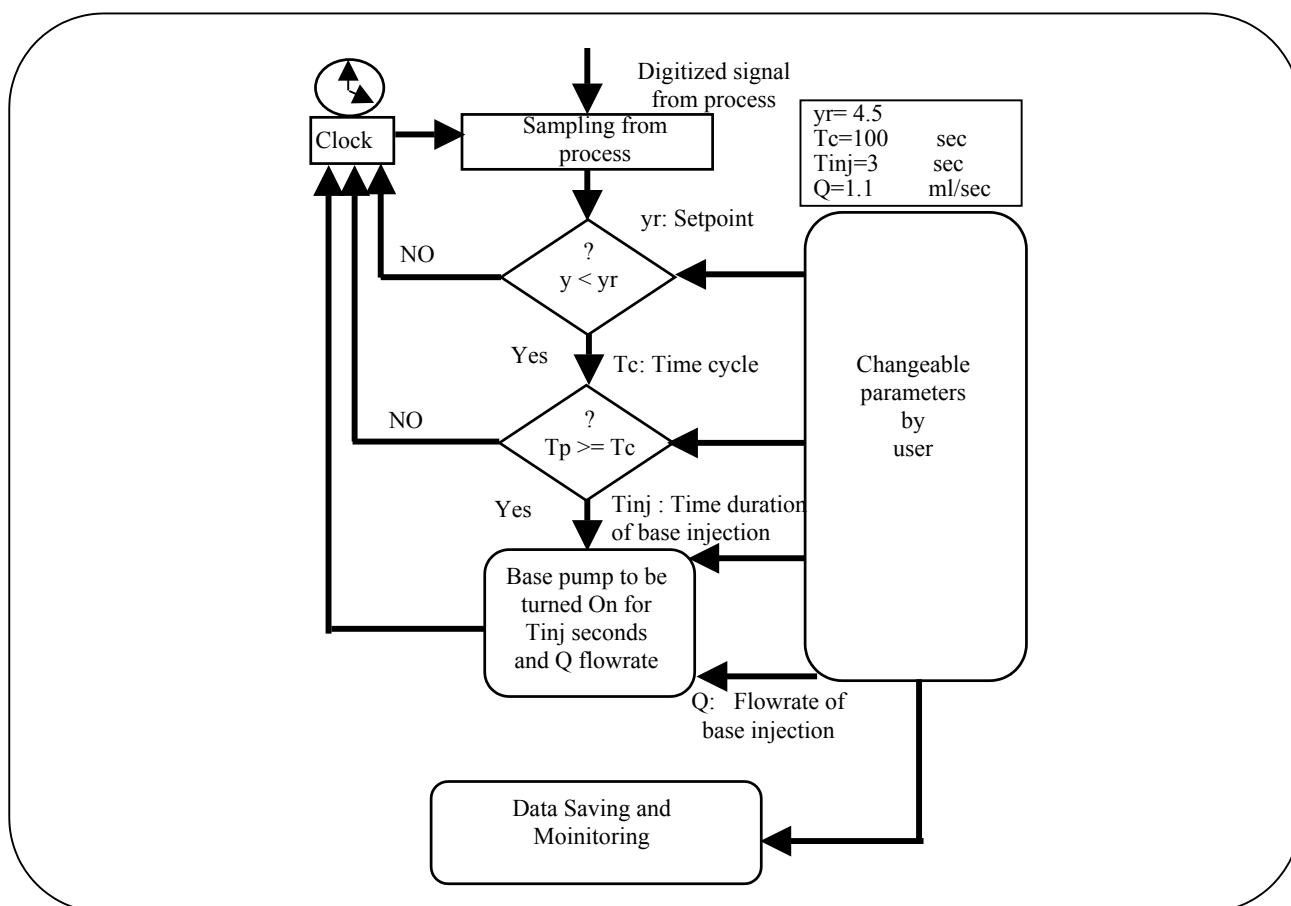 Digitized signal
from process
Clock
Sampling from
process
yr= 4.5
Tc=100 sec
Tinj=3 sec
Q=1.1 ml/sec
yr: Setpoint
NO
?
y < yr
Yes
Tc: Time cycle
Changeable
parameters
by
user
NO
?
Tp >= Tc
Yes
Tinj : Time duration
of base injection
Base pump to be
turned On for
Tinj seconds
and Q flowrate
Q: Flowrate of
base injection
Data Saving and
Moinitoring